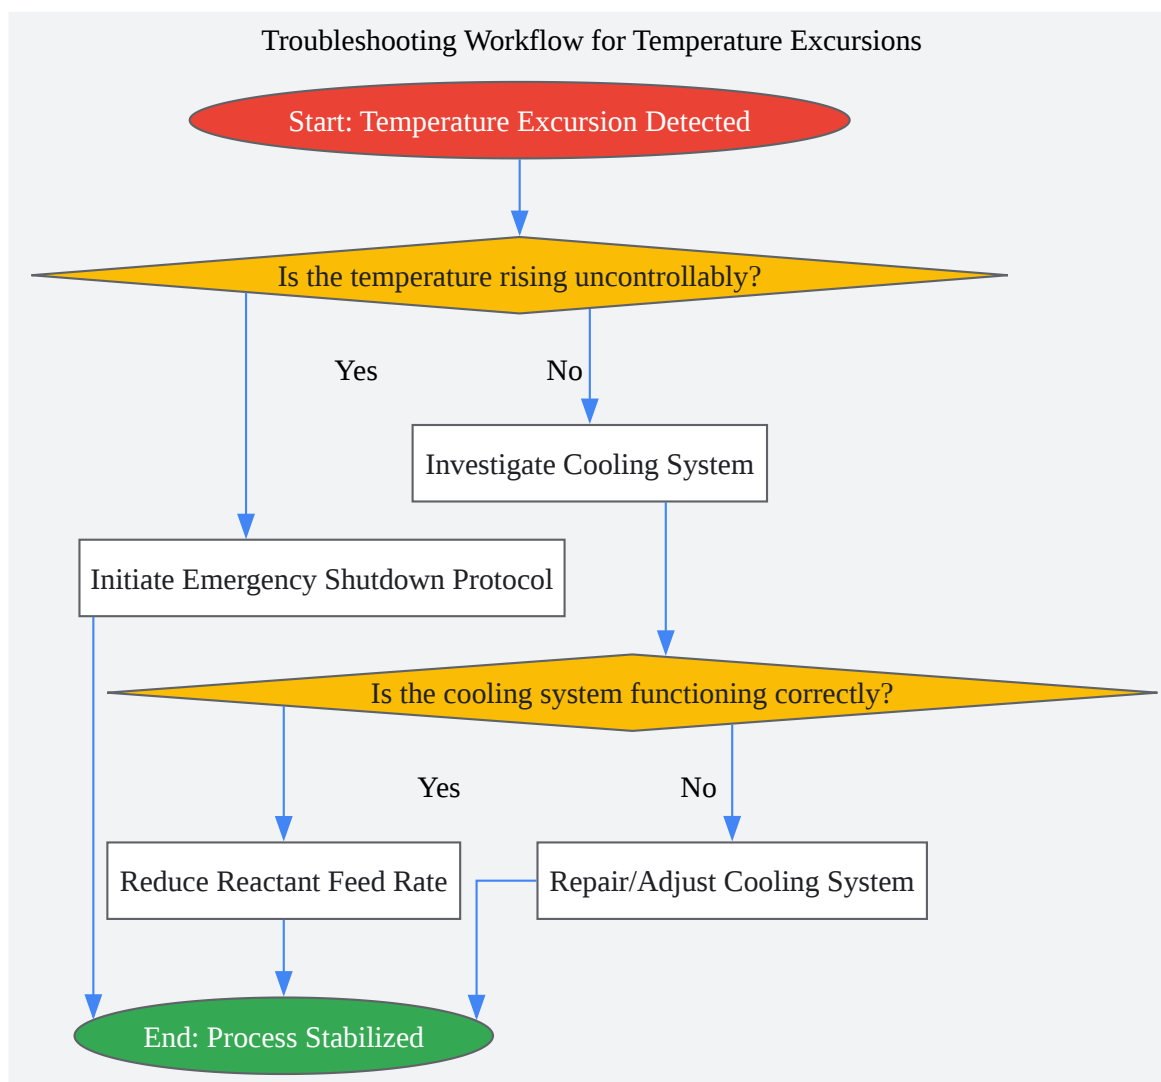 Troubleshooting Workflow for Temperature Excursions
Start: Temperature Excursion Detected
Is the temperature rising uncontrollably?
Yes
No
Investigate Cooling System
Initiate Emergency Shutdown Protocol
Is the cooling system functioning correctly?
Yes
No
Reduce Reactant Feed Rate
Repair/Adjust Cooling System
End: Process Stabilized